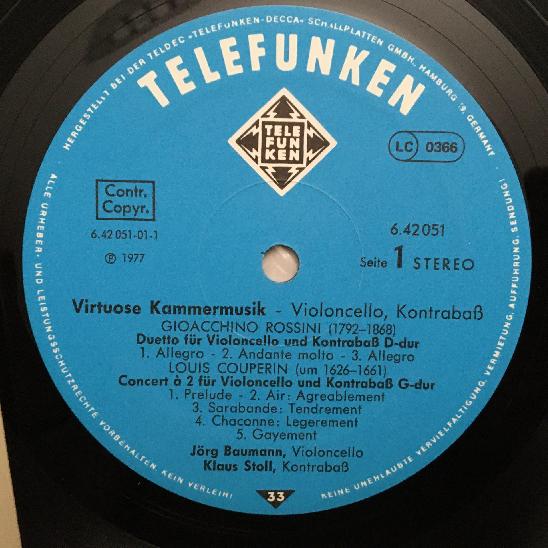 HERGESTELLT BEI DER TELDEC »TELEFUNKEN-DECCA« SCHALLPLATTEN GMBH., HAMBURG 19, GERMANY
TELEFUNKEN
TELE
FUN
KEN
LC 0366
Contr.
Copyr.
6.42 051-01-1
℗ 1977
6.42 051
Seite 1 STEREO
Virtuose Kammermusik - Violoncello, Kontrabaß
GIOACCHINO ROSSINI (1792-1868)
Duetto für Violoncello und Kontrabaß D-dur
1. Allegro - 2. Andante molto - 3. Allegro
LOUIS COUPERIN (um 1626-1661)
Concert à 2 für Violoncello und Kontrabaß G-dur
1. Prelude - 2. Air: Agreablement
3. Sarabande: Tendrement
4. Chaconne: Legerement
5. Gayement
Jörg Baumann, Violoncello
Klaus Stoll, Kontrabaß
33
ALLE URHEBER- UND LEISTUNGSSCHUTZRECHTE VORBEHALTEN. KEIN VERLEIH!
KEINE UNERLAUBTE VERVIELFÄLTIGUNG, VERMIETUNG, AUFFÜHRUNG, SENDUNG.